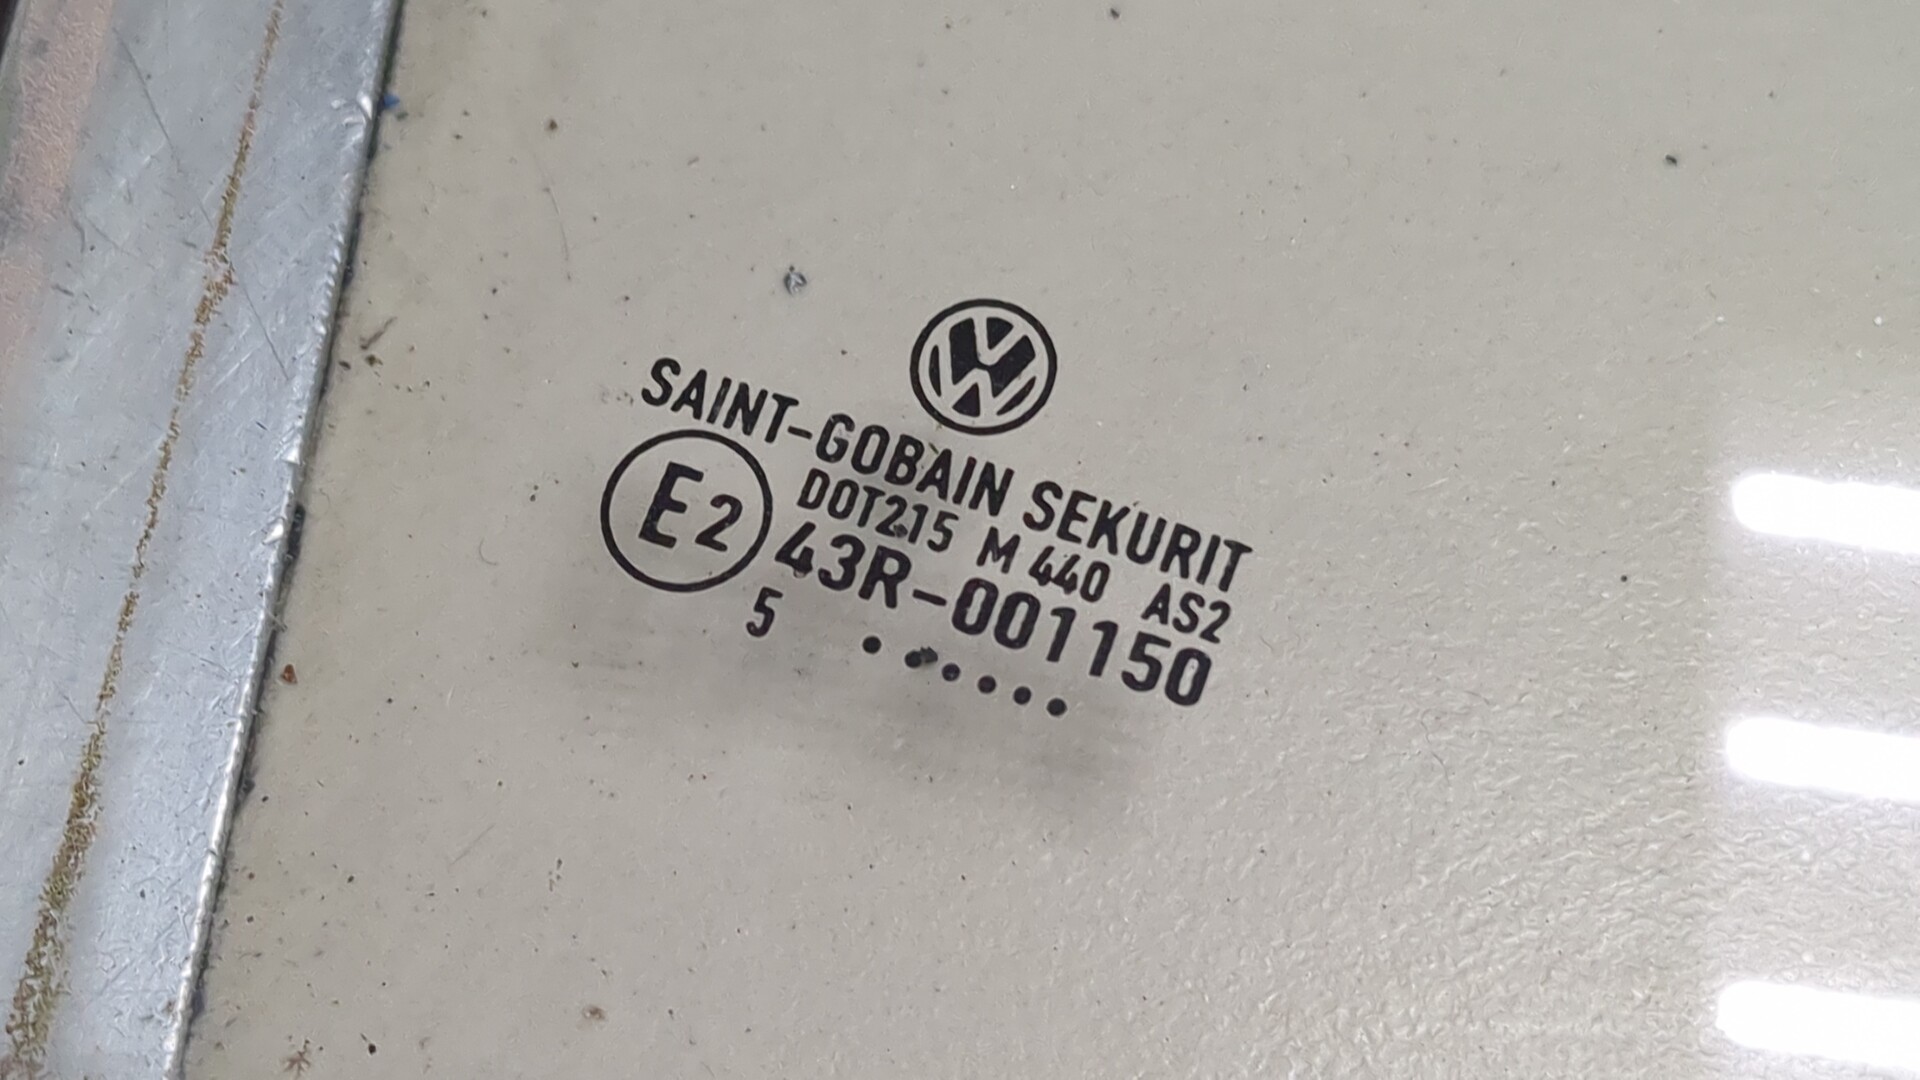 VW
SAINT-GOBAIN SEKURIT
E2
DOT215 M 440 AS2
43R-001150
5 ......